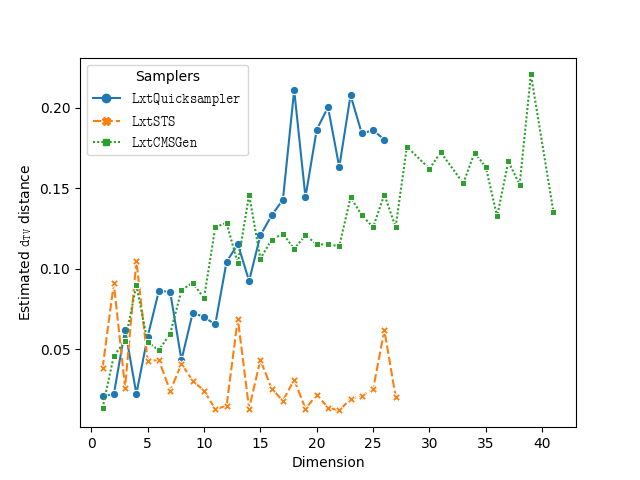 Samplers
LxtQuicksampler
LxtSTS
LxtCMSGen
Estimated dTV distance
0.20
0.15
0.10
0.05
0 5 10 15 20 25 30 35 40
Dimension